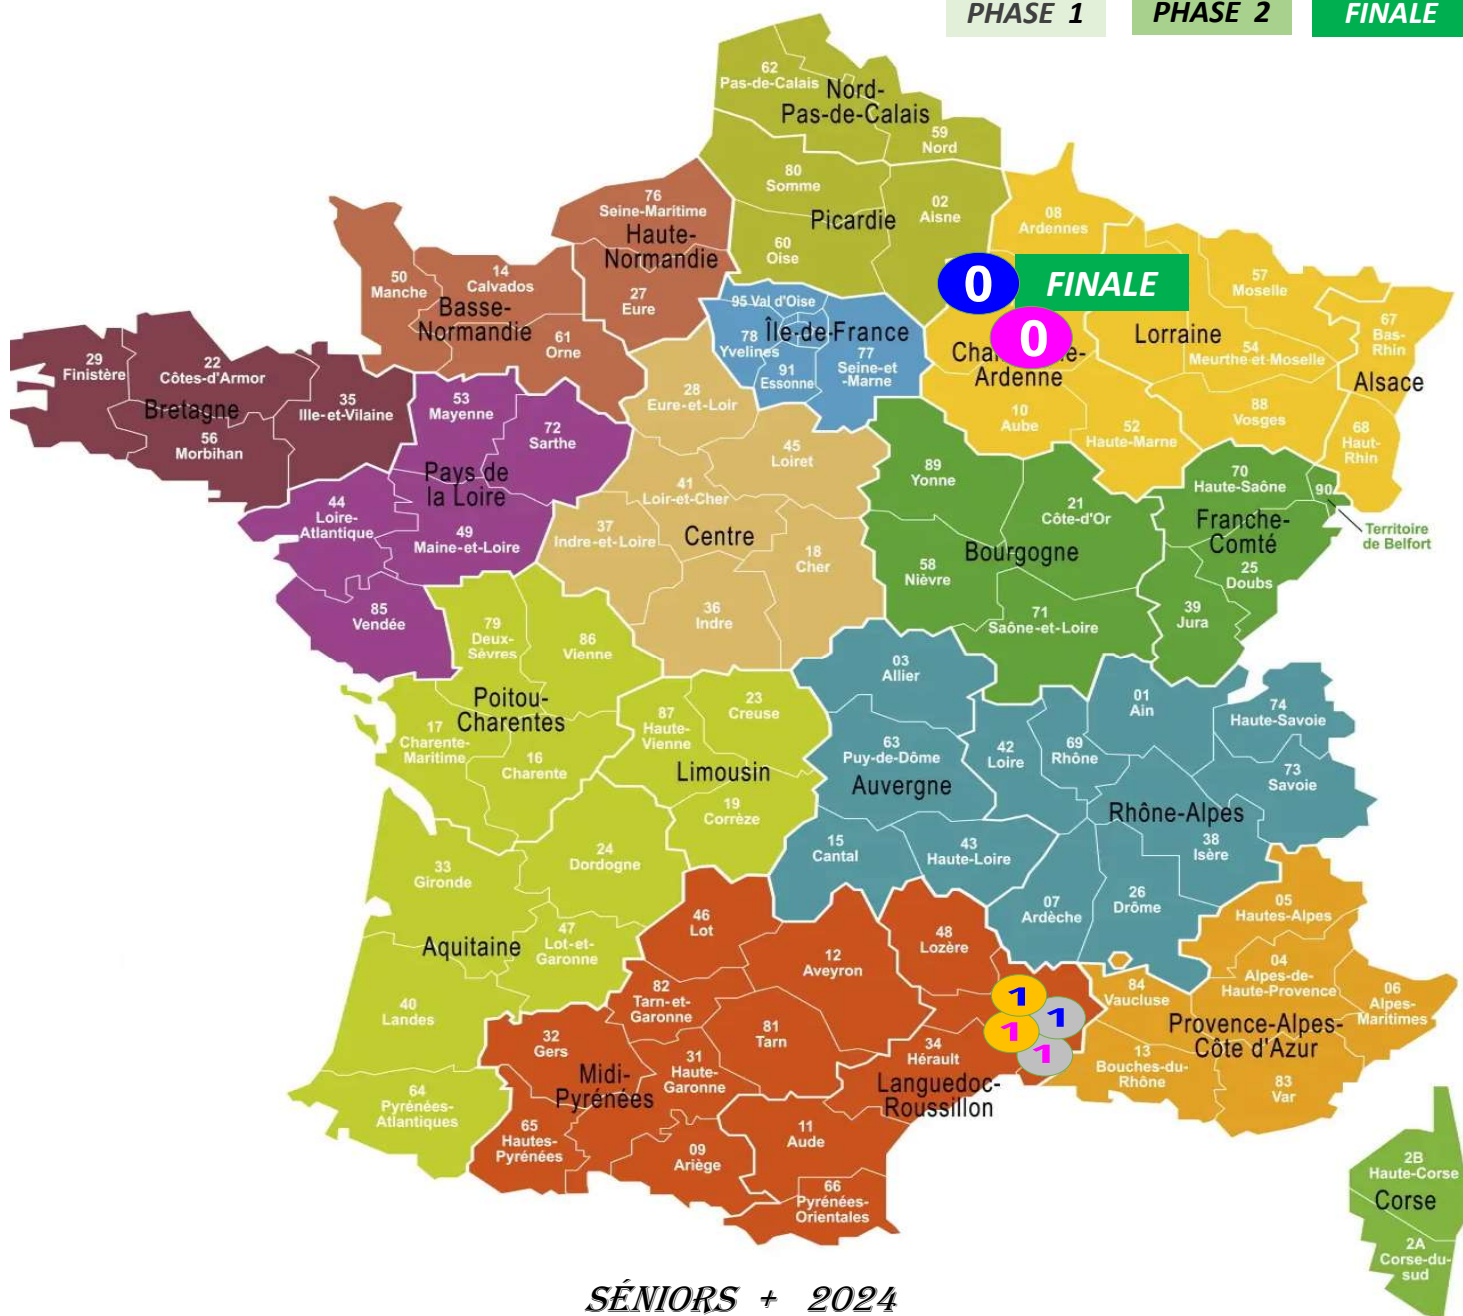 PHASE 1
PHASE 2
FINALE
62
Pas-de-Calais
Nord-
Pas-de-Calais
59
Nord
80
Somme
02
Aisne
Picardie
60
Oise
76
Seine-Maritime
Haute-
Normandie
27
Eure
08
Ardennes
50
Manche
14
Calvados
Basse-
Normandie
61
Orne
95 Val d'Oise
Île-de-France
78
Yvelines
91
Essonne
77
Seine-et
-Marne
0
FINALE
0
Ardenne
57
Moselle
Lorraine
54
Meurthe et-Moselle
67
Bas-
Rhin
Alsace
68
Haut-
Rhin
88
Vosges
10
Aube
52
Haute-Marne
29
Finistère
22
Côtes-d'Armor
Bretagne
35
Ille-et-Vilaine
56
Morbihan
53
Mayenne
72
Sarthe
Pays de
la Loire
44
Loire-
Atlantique
49
Maine-et-Loire
85
Vendée
28
Eure-et-Loir
45
Loiret
41
Loir-et-Cher
37
Indre-et-Loire
Centre
18
Cher
36
Indre
89
Yonne
21
Côte-d'Or
Bourgogne
58
Nièvre
71
Saône-et-Loire
70
Haute-Saône
90
Territoire
de Belfort
Franche-
Comté
25
Doubs
39
Jura
79
Deux-
Sèvres
86
Vienne
Poitou-
Charentes
17
Charente-
Maritime
16
Charente
87
Haute-
Vienne
23
Creuse
Limousin
19
Corrèze
03
Allier
63
Puy-de-Dôme
Auvergne
15
Cantal
43
Haute-Loire
42
Loire
69
Rhône
01
Ain
74
Haute-Savoie
73
Savoie
Rhône-Alpes
38
Isère
07
Ardèche
26
Drôme
33
Gironde
24
Dordogne
Aquitaine
47
Lot-et-
Garonne
40
Landes
64
Pyrénées-
Atlantiques
46
Lot
12
Aveyron
82
Tarn-et-
Garonne
81
Tarn
32
Gers
31
Haute-
Garonne
Midi-
Pyrénées
65
Hautes-
Pyrénées
09
Ariège
48
Lozère
1
1
1
1
34
Hérault
Languedoc-
Roussillon
11
Aude
66
Pyrénées-
Orientales
05
Hautes-Alpes
04
Alpes-de-
Haute-Provence
06
Alpes-
Maritimes
84
Vaucluse
Provence-Alpes-
Côte d'Azur
13
Bouches-du-
Rhône
83
Var
2B
Haute-Corse
Corse
2A
Corse-du-
sud
SÉNIORS + 2024